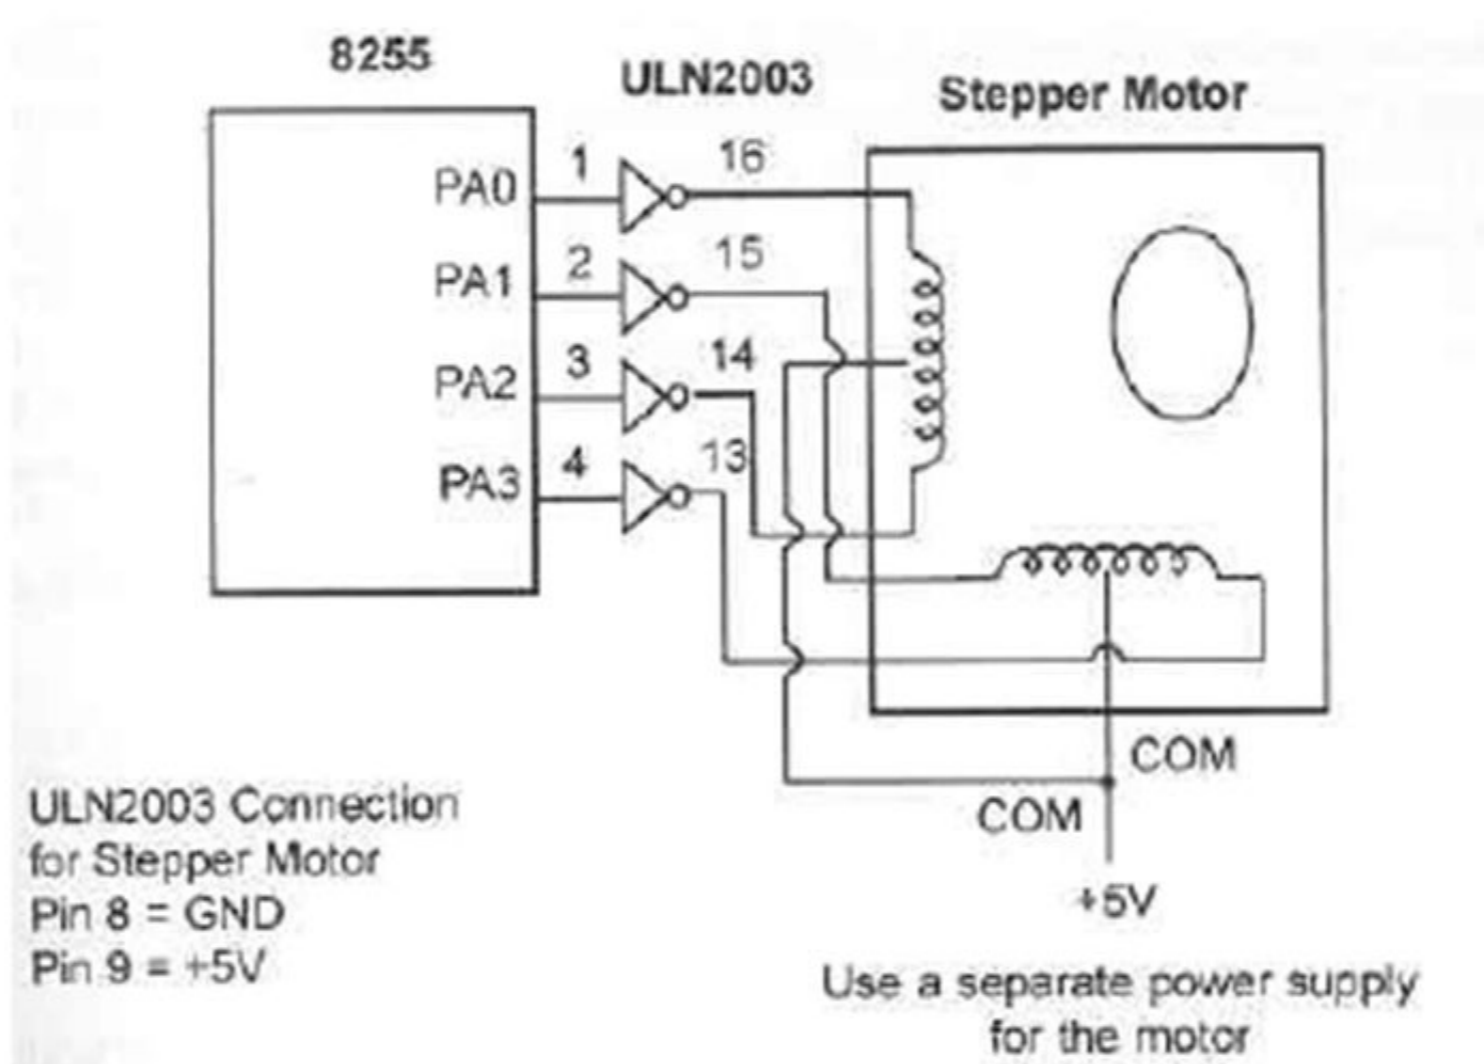 8255
ULN2003
Stepper Motor
PA0
1
16
PA1
2
15
PA2
3
14
PA3
4
13
COM
COM
+5V
ULN2003 Connection
for Stepper Motor
Pin 8 = GND
Pin 9 = +5V
Use a separate power supply
for the motor